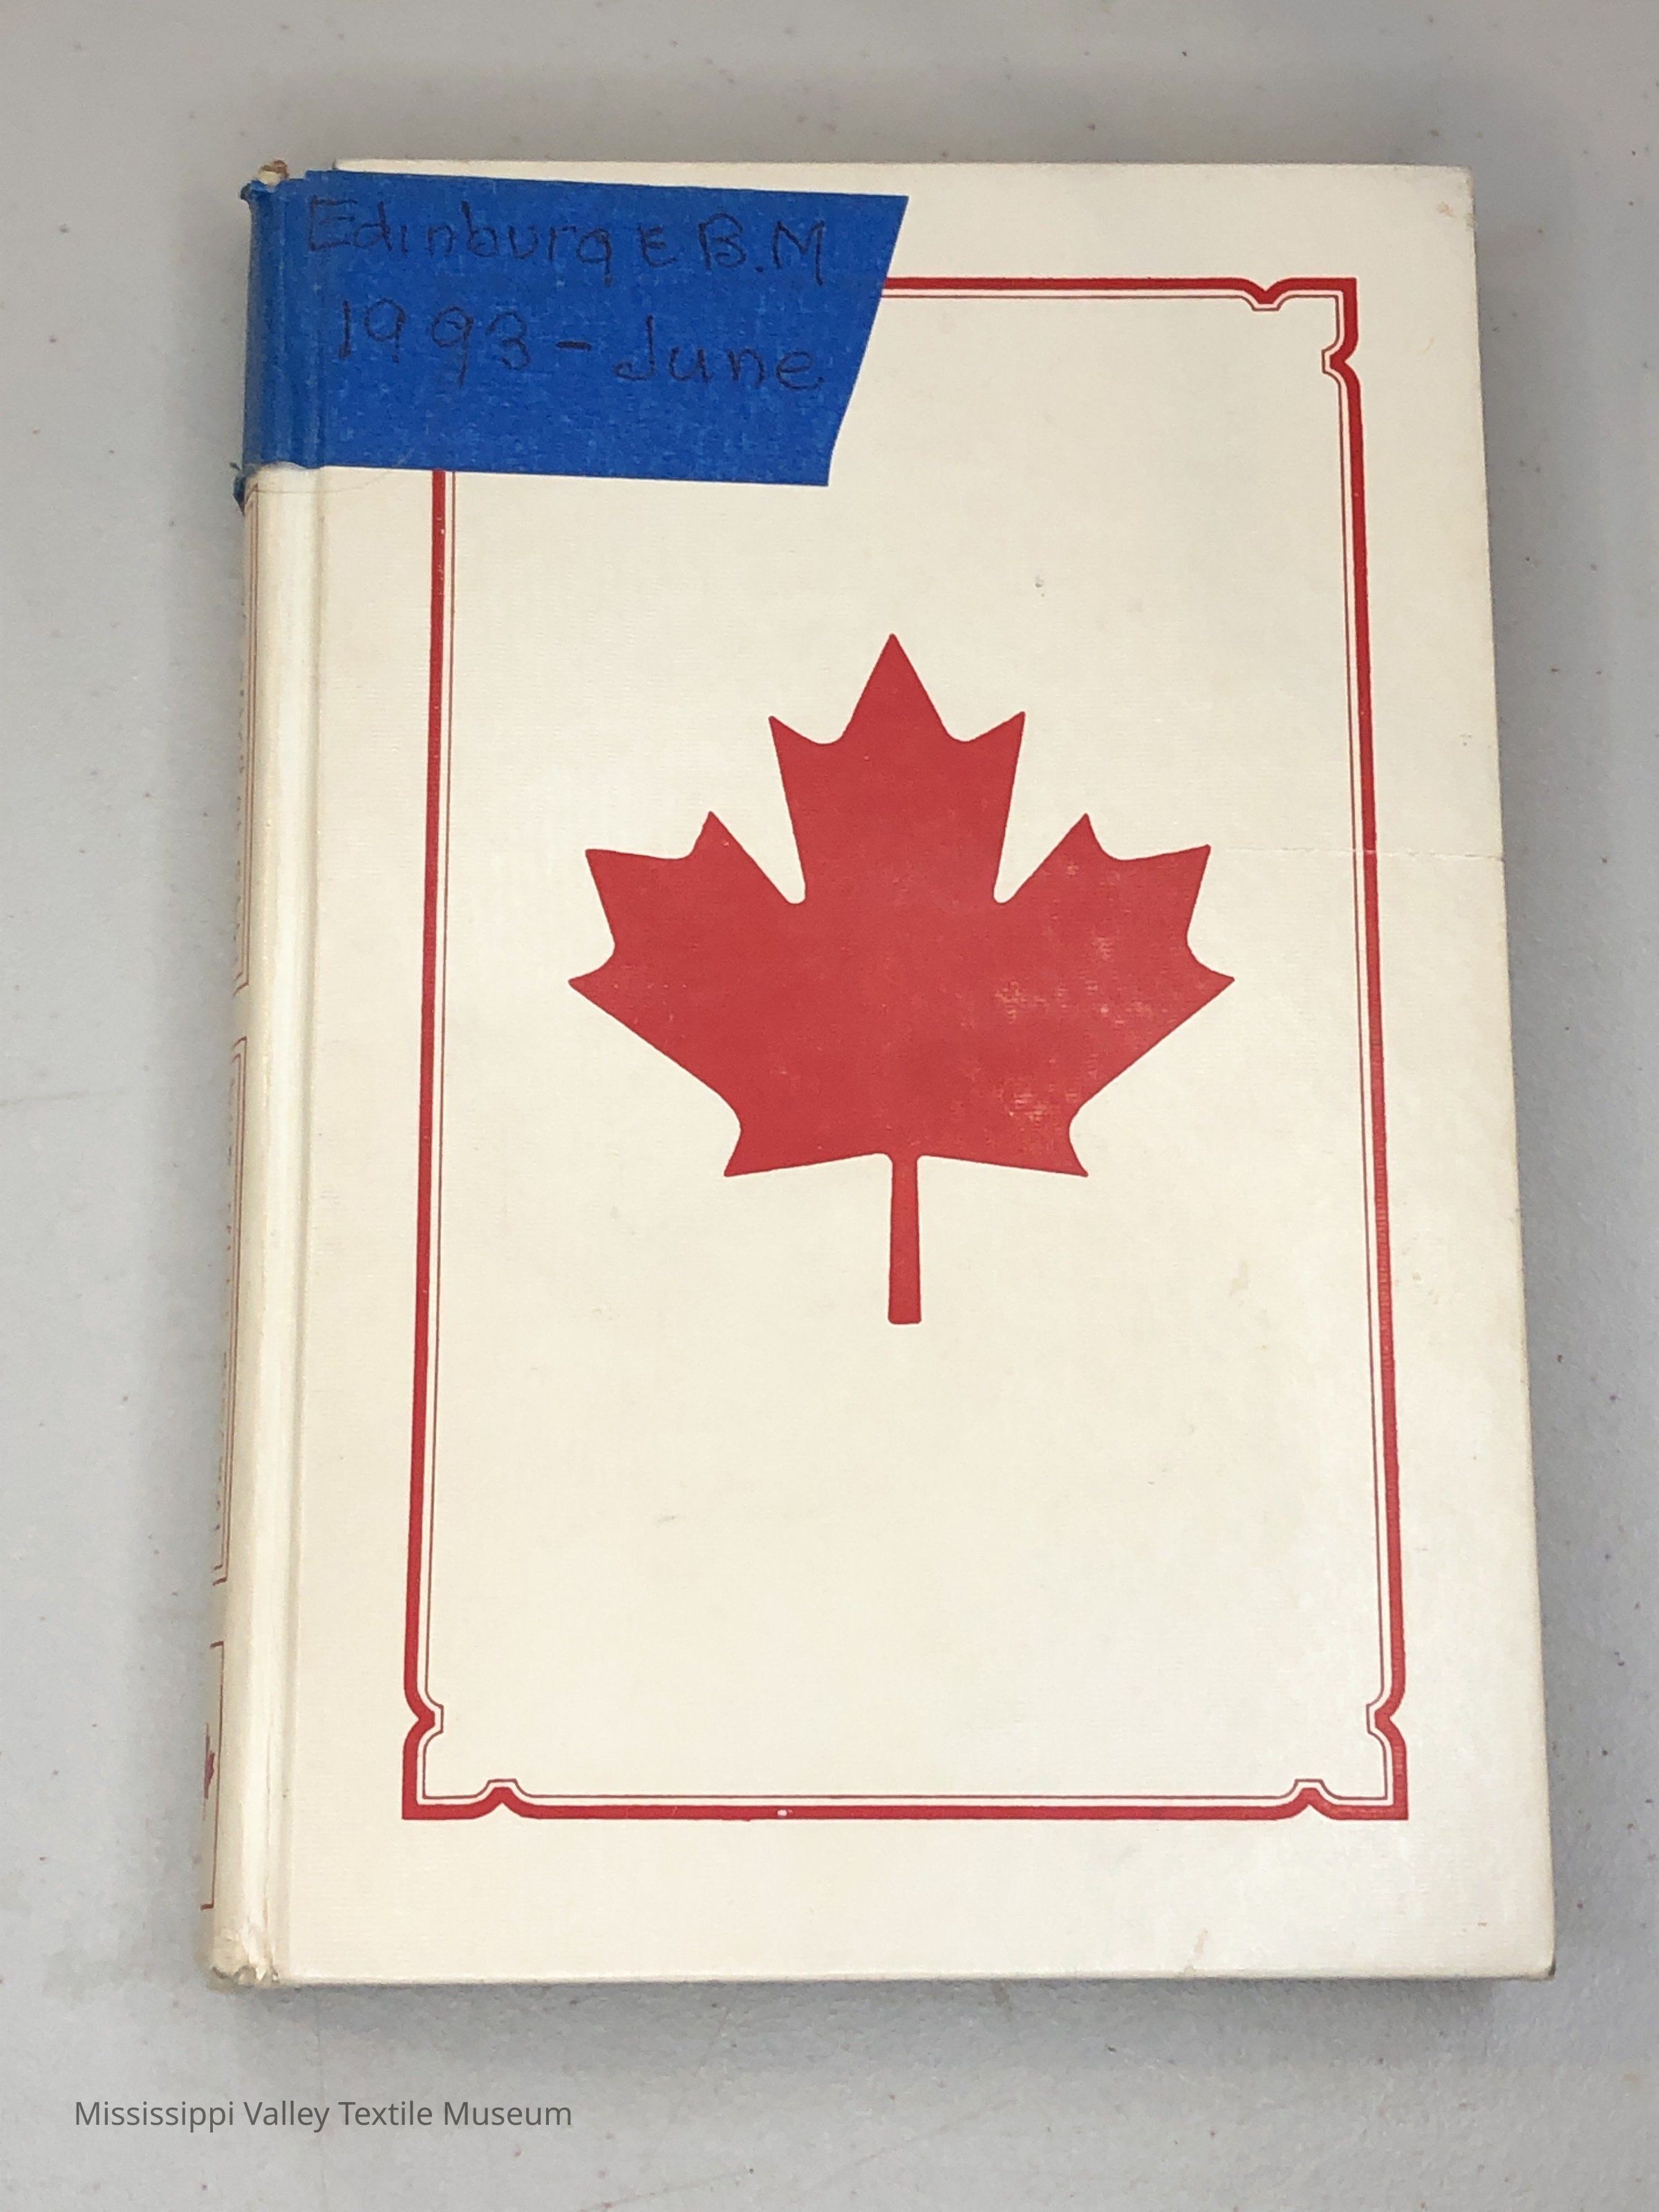 Edinburg E B.M
1993 - June
Mississippi Valley Textile Museum